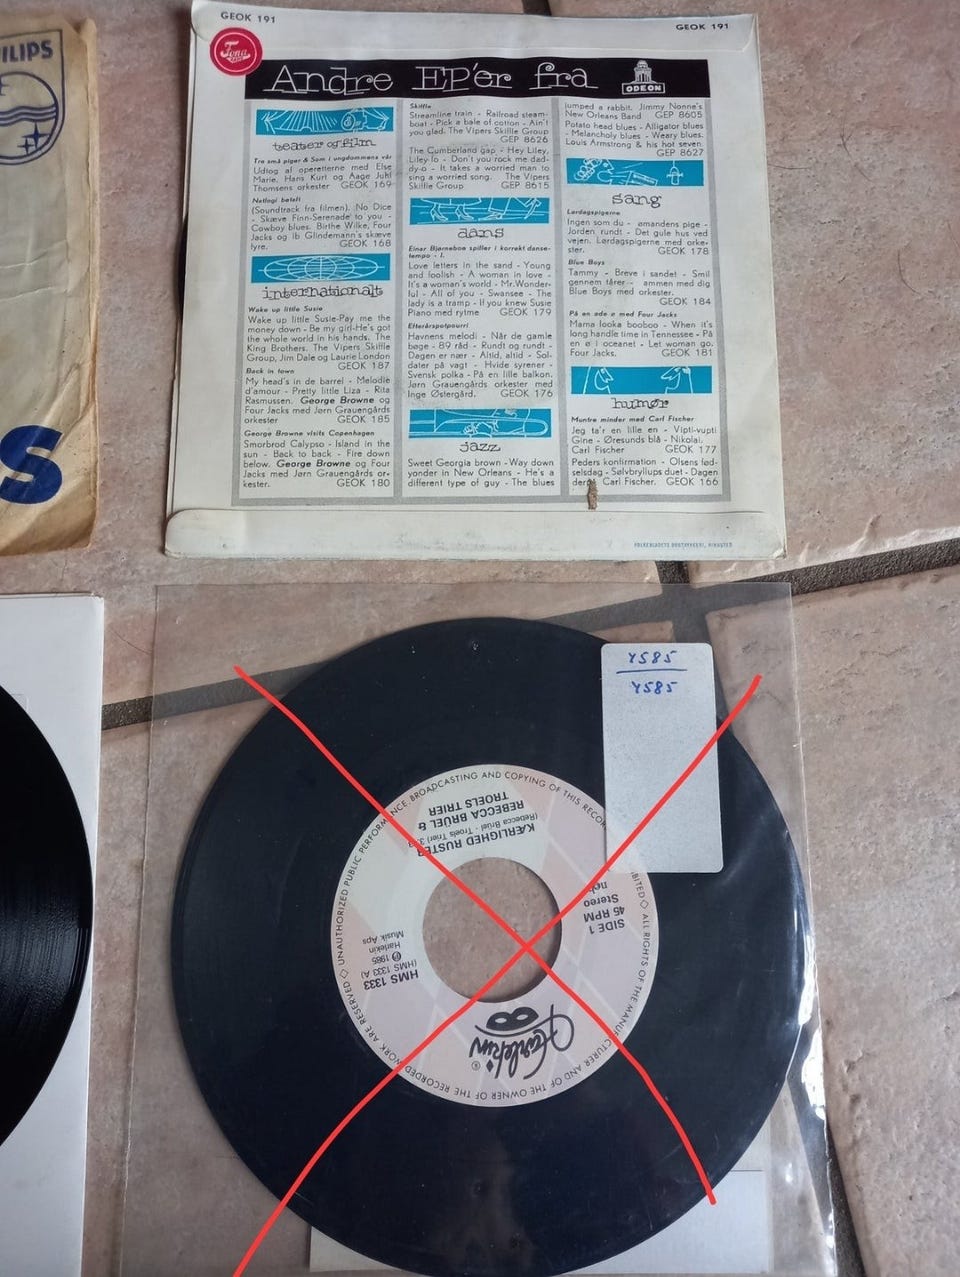 PHILIPS
S
GEOK 191
GEOK 191
Tono
Andre EP'er fra
ODEON
teater og film
Tre små piger & Som i ungdommens vår
Udtog af operetterne med Else
Marie, Hans Kurt og Aage Juhl
Thomsens orkester GEOK 169
Natlogi betalt
(Soundtrack fra filmen). No Dice
- Skæve Finn-Serenade to you -
Cowboy blues. Birthe Wilke, Four
Jacks og Ib Glindemann's skæve
lyre. GEOK 168
internationalt
Wake up little Susie
Wake up little Susie-Pay me the
money down - Be my girl-He's got
the whole world in his hands. The
King Brothers. The Vipers Skiffle
Group, Jim Dale og Laurie London
GEOK 187
Back in town
My head's in de barrel - Melodie
d'amour - Pretty little Liza - Rita
Rasmussen. George Browne og
Four Jacks med Jørn Grauengårds
orkester GEOK 185
George Browne visits Copenhagen
Smorbrod Calypso - Island in the
sun - Back to back - Fire down
below. George Browne og Four
Jacks med Jørn Grauengårds or-
kester. GEOK 180
Skiffle
Streamline train - Railroad steam-
boat - Pick a bale of cotton - Ain't
you glad. The Vipers Skiffle Group
GEP 8626
The Cumberland gap - Hey Liley,
Liley lo - Don't you rock me dad-
dy-o - It takes a worried man to
sing a worried song. The Vipers
Skiffle Group GEP 8615
dans
Einar Bjørneboe spiller i korrekt danse-
tempo - I.
Love letters in the sand - Young
and foolish - A woman in love -
It's a woman's world - Mr.Wonder-
ful - All of you - Swansee - The
lady is a tramp - If you knew Susie
Piano med rytme GEOK 179
Efterårspotpourri
Havnens melodi - Når de gamle
bøge - 89 råd - Rundt og rundt -
Dagen er nær - Altid, altid - Sol-
dater på vagt - Hvide syrener -
Svensk polka - På en lille balkon.
Jørn Grauengårds orkester med
Inge Østergård. GEOK 176
jazz
Sweet Georgia brown - Way down
yonder in New Orleans - He's a
different type of guy - The blues
jumped a rabbit. Jimmy Nonne's
New Orleans Band GEP 8605
Potato head blues - Alligator blues
- Melancholy blues - Weary blues.
Louis Armstrong & his hot seven.
GEP 8627
sang
Lørdagspigerne
Ingen som du - ømandens pige -
Jorden rundt - Det gule hus ved
vejen. Lørdagspigerne med orke-
ster. GEOK 178
Blue Boys
Tammy - Breve i sandet - Smil
gennem tårer - ammen med dig
Blue Boys med orkester.
GEOK 184
På en øde ø med Four Jacks
Mama looka booboo - When it's
long handle time in Tennessee - På
en ø i oceanet - Let woman go.
Four Jacks. GEOK 181
humør
Muntre minder med Carl Fischer
Jeg ta'r en lille en - Vipti-vupti
Gine - Øresunds blå - Nikolai.
Carl Fischer GEOK 177
Peders konfirmation - Olsens fød-
selsdag - Sølvbryllups duet - Dagen
derpå Carl Fischer. GEOK 166
FOLKEBLADETS BOGTRYKKERI, RINGSTED
4585
4585
Harlekin
®
SIDE 1
45 RPM
Stereo
ncb
HMS 1333
(HMS 1333 A)
℗ 1985
Harlekin
Musik Aps
KÆRLIGHED RUSTER
(Rebecca Brüel - Troels Trier)
REBECCA BRÜEL &
TROELS TRIER
ALL RIGHTS OF THE MANUFACTURER AND OF THE OWNER OF THE RECORDED WORK ARE RESERVED ◇ UNAUTHORIZED PUBLIC PERFORMANCE, BROADCASTING AND COPYING OF THIS RECOR
IBITED ◇